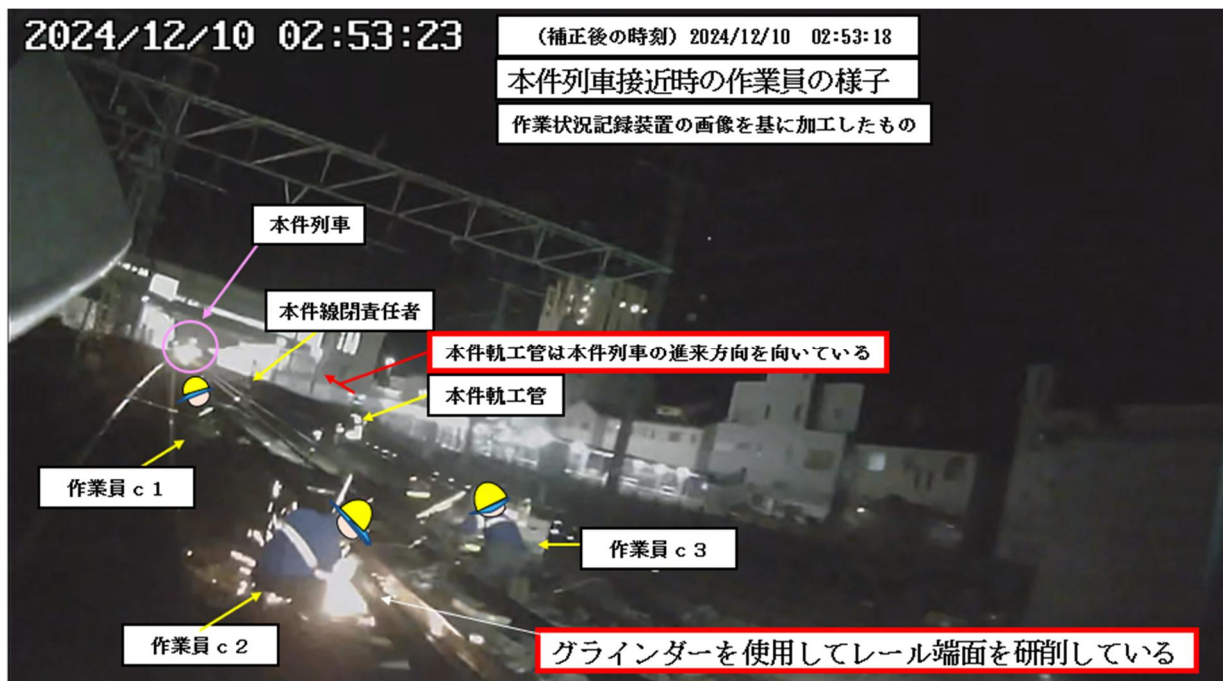 2024/12/10 02:53:23
（補正後の時刻）2024/12/10 02:53:18
本件列車接近時の作業員の様子
作業状況記録装置の画像を基に加工したもの
本件列車
本件線閉責任者
本件軌工管は本件列車の進来方向を向いている
本件軌工管
作業員ｃ１
作業員ｃ３
作業員ｃ２
グラインダーを使用してレール端面を研削している